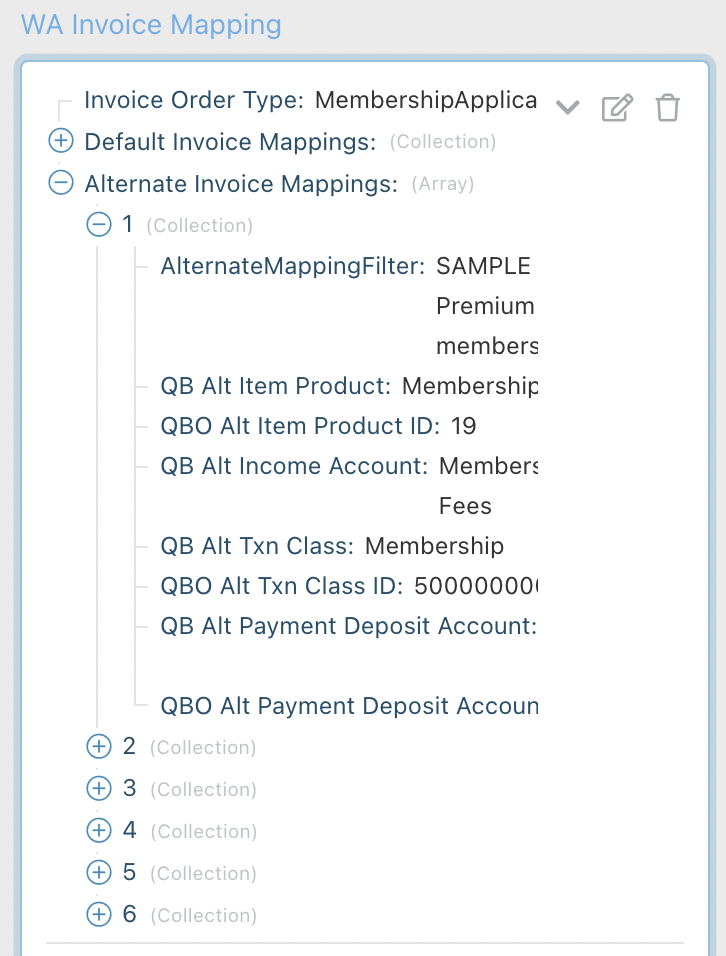 WA Invoice Mapping
Invoice Order Type: MembershipApplica
Default Invoice Mappings: (Collection)
Alternate Invoice Mappings: (Array)
1 (Collection)
AlternateMappingFilter: SAMPLE
Premium
members
QB Alt Item Product: Membership
QBO Alt Item Product ID: 19
QB Alt Income Account: Members
Fees
QB Alt Txn Class: Membership
QBO Alt Txn Class ID: 500000000
QB Alt Payment Deposit Account:
QBO Alt Payment Deposit Accoun
2 (Collection)
3 (Collection)
4 (Collection)
5 (Collection)
6 (Collection)